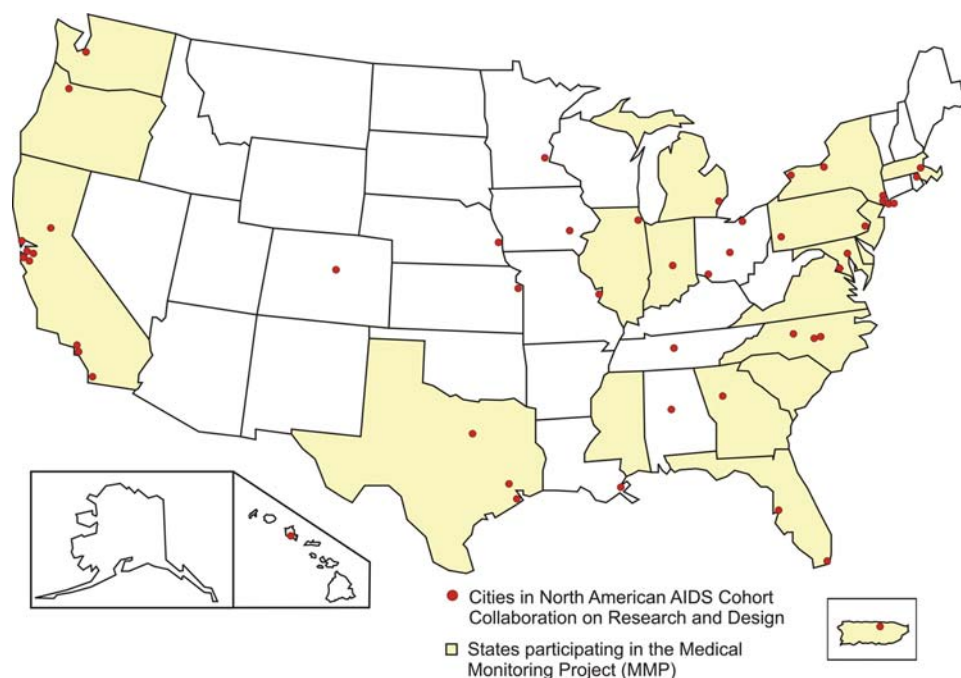 Cities in North American AIDS Cohort
Collaboration on Research and Design
States participating in the Medical
Monitoring Project (MMP)